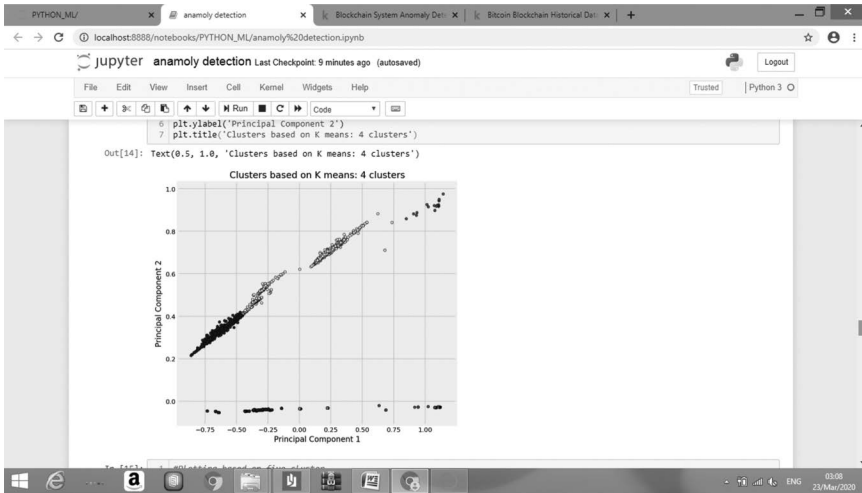 PYTHON_ML/
anamoly detection
Blockchain System Anomaly Det
Bitcoin Blockchain Historical Dat
localhost:8888/notebooks/PYTHON_ML/anamoly%20detection.ipynb
jupyter anamoly detection Last Checkpoint: 9 minutes ago (autosaved)
Logout
File Edit View Insert Cell Kernel Widgets Help
Trusted Python 3
Run Code
6 plt.ylabel('Principal Component 2')
7 plt.title('Clusters based on K means: 4 clusters')
Out[14]: Text(0.5, 1.0, 'Clusters based on K means: 4 clusters')
Clusters based on K means: 4 clusters
1.0
0.8
0.6
0.4
0.2
0.0
Principal Component 2
−0.75 −0.50 −0.25 0.00 0.25 0.50 0.75 1.00
Principal Component 1
1 #Plotting based on five cluster
ENG
03:08
23/Mar/2020